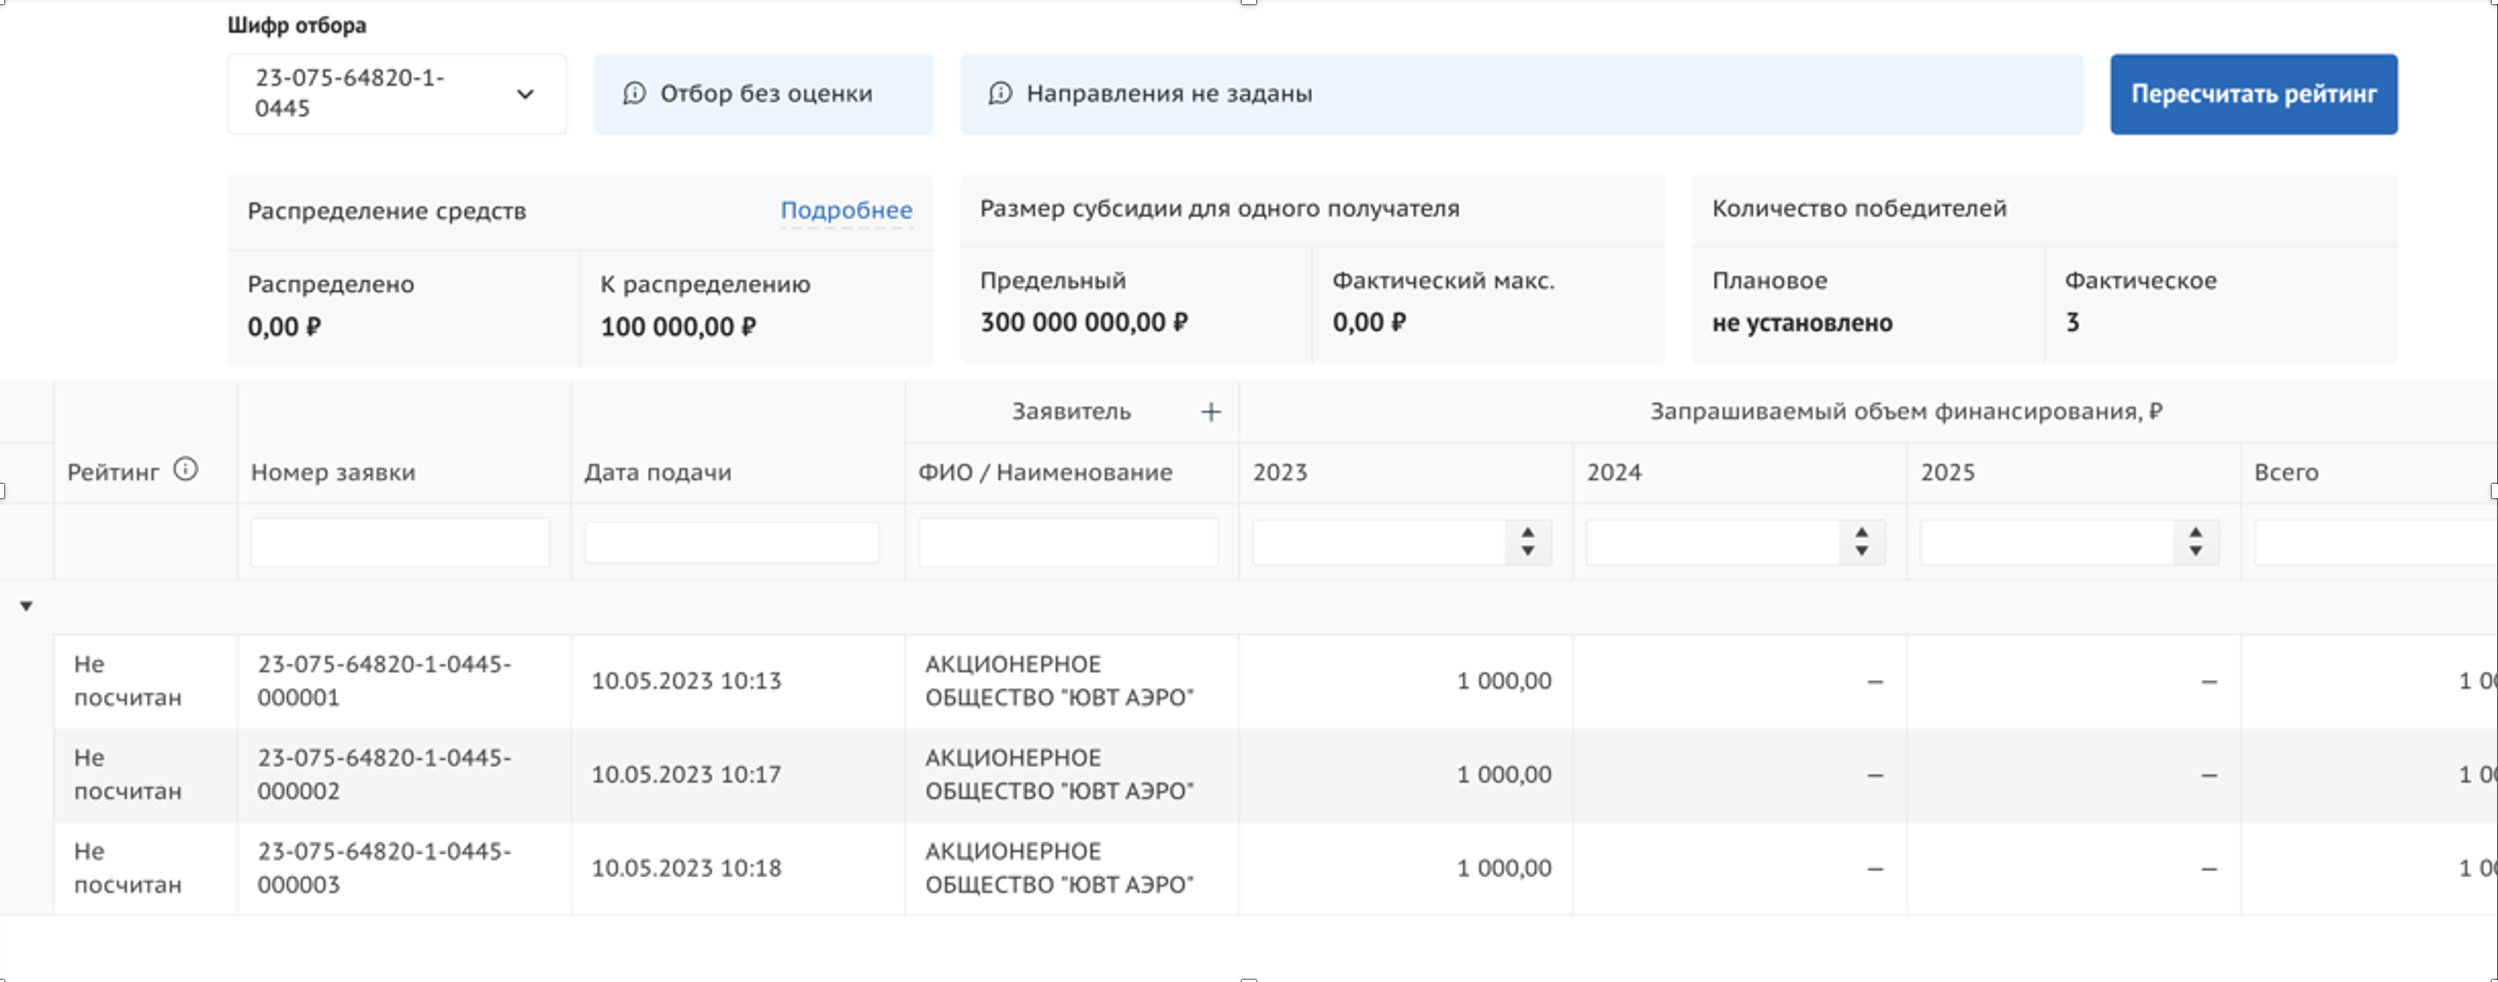 Шифр отбора
23-075-64820-1-
0445
Отбор без оценки
Направления не заданы
Пересчитать рейтинг
Распределение средств
Подробнее
Размер субсидии для одного получателя
Количество победителей
Распределено
К распределению
Предельный
Фактический макс.
Плановое
Фактическое
0,00 ₽
100 000,00 ₽
300 000 000,00 ₽
0,00 ₽
не установлено
3
Заявитель +
Запрашиваемый объем финансирования, ₽
Рейтинг
Номер заявки
Дата подачи
ФИО / Наименование
2023
2024
2025
Всего
Не
посчитан
23-075-64820-1-0445-
000001
10.05.2023 10:13
АКЦИОНЕРНОЕ
ОБЩЕСТВО "ЮВТ АЭРО"
1 000,00
—
—
1 00
Не
посчитан
23-075-64820-1-0445-
000002
10.05.2023 10:17
АКЦИОНЕРНОЕ
ОБЩЕСТВО "ЮВТ АЭРО"
1 000,00
—
—
1 00
Не
посчитан
23-075-64820-1-0445-
000003
10.05.2023 10:18
АКЦИОНЕРНОЕ
ОБЩЕСТВО "ЮВТ АЭРО"
1 000,00
—
—
1 00